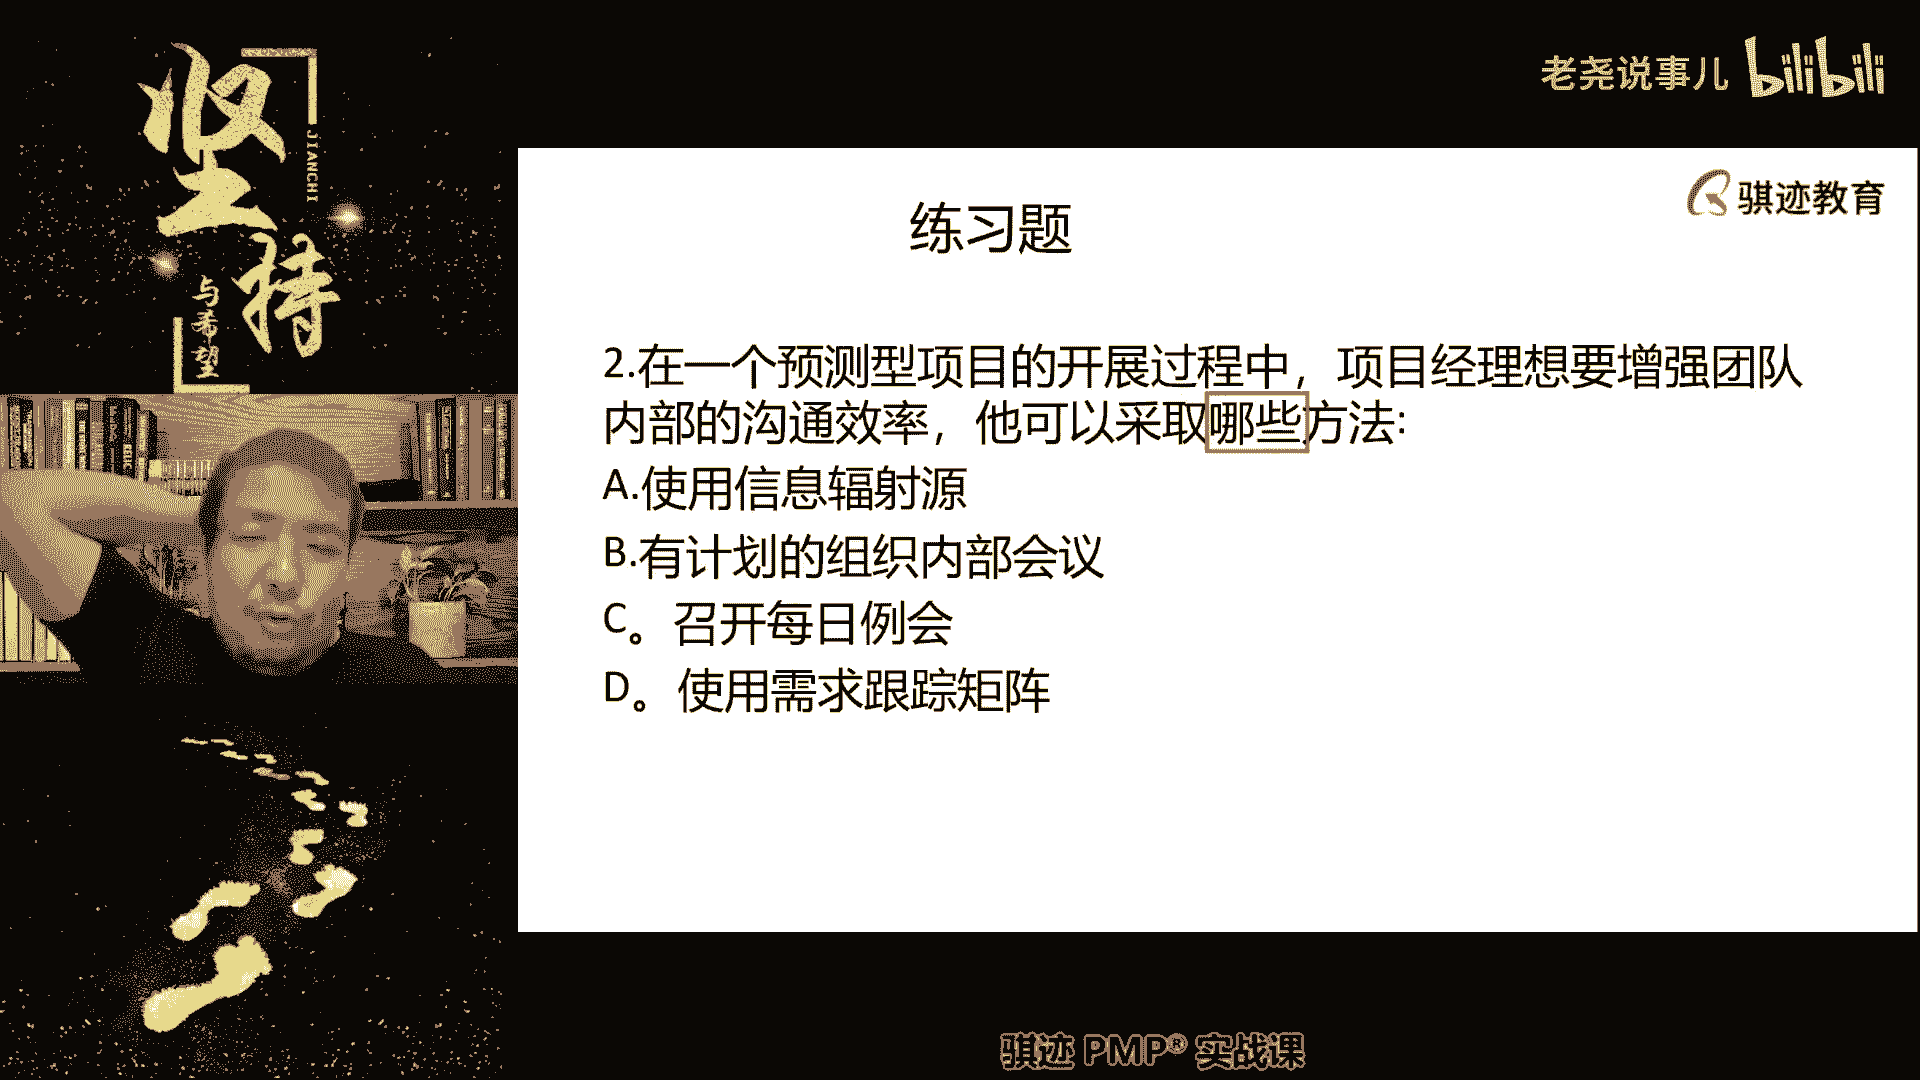 坚持
JIANCHI
与希望
老尧说事儿 bilibili
骐迹教育
练习题
2.在一个预测型项目的开展过程中，项目经理想要增强团队
内部的沟通效率，他可以采取哪些方法:
A.使用信息辐射源
B.有计划的组织内部会议
C。召开每日例会
D。使用需求跟踪矩阵
骐迹 PMP® 实战课